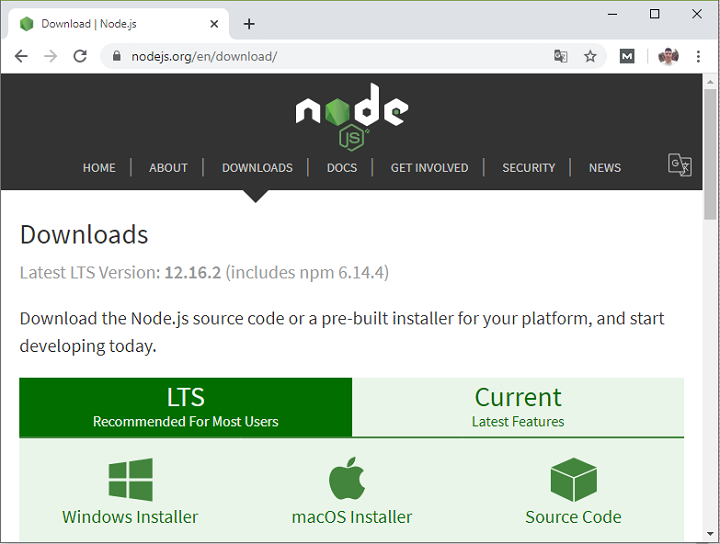 Download | Node.js
nodejs.org/en/download/
node
JS
HOME ABOUT DOWNLOADS DOCS GET INVOLVED SECURITY NEWS
Downloads
Latest LTS Version: 12.16.2 (includes npm 6.14.4)
Download the Node.js source code or a pre-built installer for your platform, and start
developing today.
LTS
Recommended For Most Users
Current
Latest Features
Windows Installer
macOS Installer
Source Code